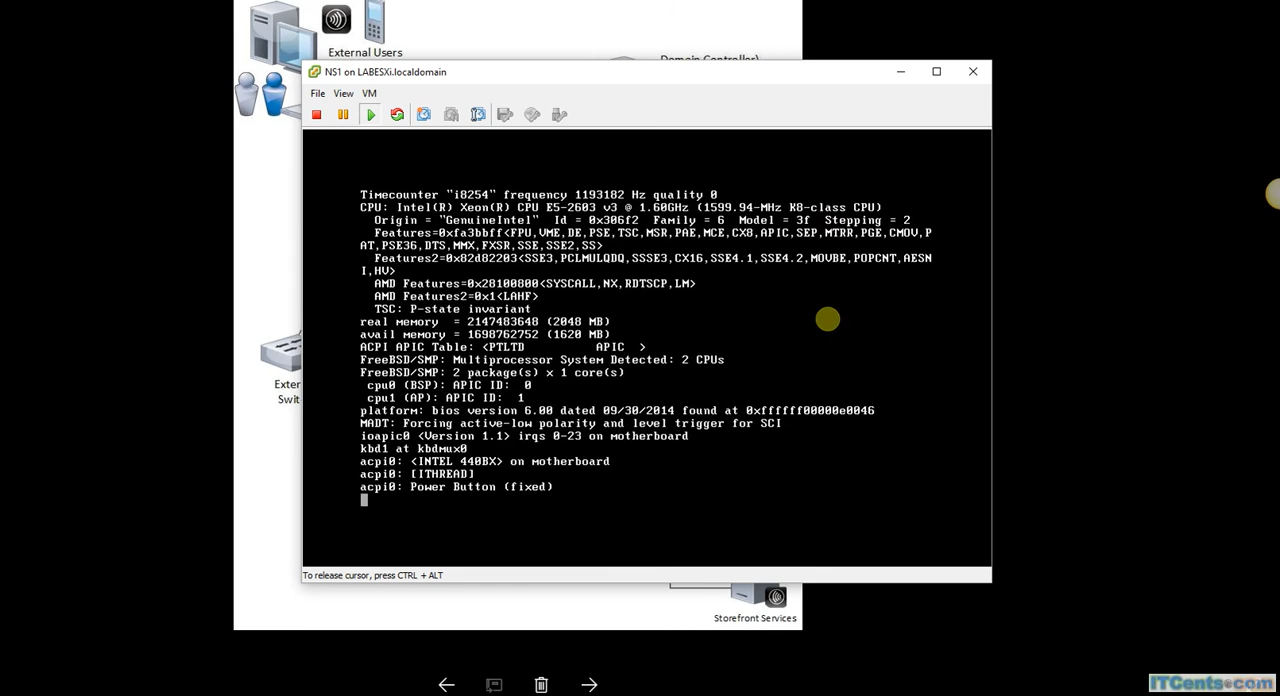 External Users
Domain Controller)
NS1 on LABESXi.localdomain
File View VM
Timecounter "i8254" frequency 1193182 Hz quality 0
CPU: Intel(R) Xeon(R) CPU E5-2603 v3 @ 1.60GHz (1599.94-MHz K8-class CPU)
Origin = "GenuineIntel" Id = 0x306f2 Family = 6 Model = 3f Stepping = 2
Features=0xfa3bbff<FPU,VME,DE,PSE,TSC,MSR,PAE,MCE,CX8,APIC,SEP,MTRR,PGE,CMOV,P
AT,PSE36,DTS,MMX,FXSR,SSE,SSE2,SS>
Features2=0x82d82203<SSE3,PCLMULQDQ,SSSE3,CX16,SSE4.1,SSE4.2,MOVBE,POPCNT,AESN
I,HV>
AMD Features=0x28100800<SYSCALL,NX,RDTSCP,LM>
AMD Features2=0x1<LAHF>
TSC: P-state invariant
real memory = 2147483648 (2048 MB)
avail memory = 1698762752 (1620 MB)
ACPI APIC Table: <PTLTD APIC >
FreeBSD/SMP: Multiprocessor System Detected: 2 CPUs
FreeBSD/SMP: 2 package(s) x 1 core(s)
cpu0 (BSP): APIC ID: 0
cpu1 (AP): APIC ID: 1
platform: bios version 6.00 dated 09/30/2014 found at 0xffffff00000e0046
MADT: Forcing active-low polarity and level trigger for SCI
ioapic0 <Version 1.1> irqs 0-23 on motherboard
kbd1 at kbdmux0
acpi0: <INTEL 440BX> on motherboard
acpi0: [ITHREAD]
acpi0: Power Button (fixed)
Exter
Swit
To release cursor, press CTRL + ALT
Storefront Services
ITCents.com